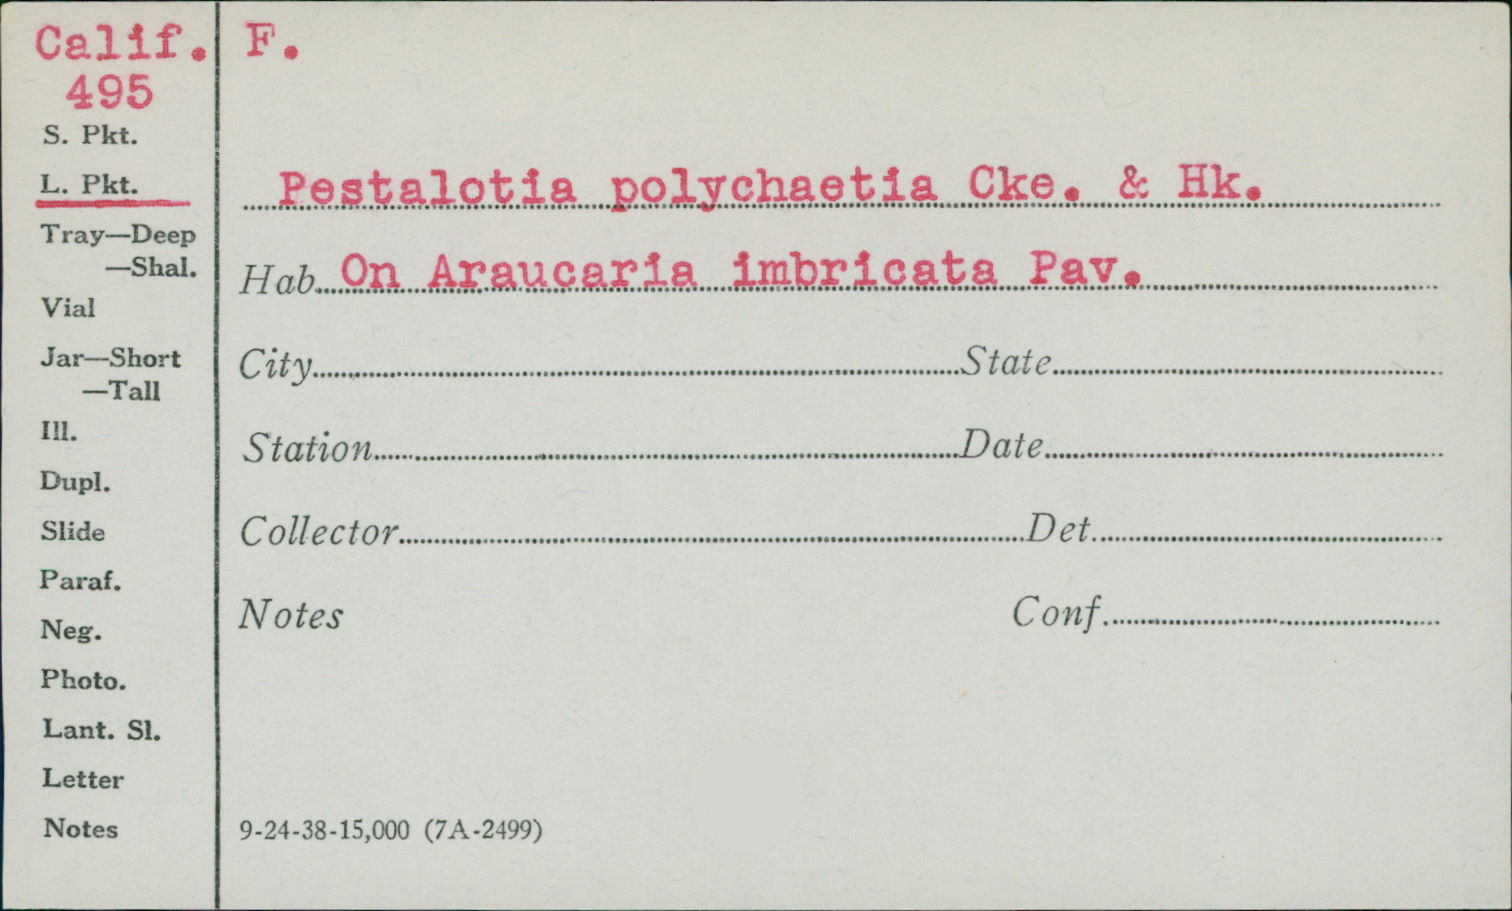 Calif.
495
S. Pkt.
L. Pkt.
Tray—Deep
—Shal.
Vial
Jar—Short
—Tall
Ill.
Dupl.
Slide
Paraf.
Neg.
Photo.
Lant. Sl.
Letter
Notes
F.
Pestalotia polychaetia Cke. & Hk.
Hab. On Araucaria imbricata Pav.
City State
Station Date
Collector Det.
Notes Conf.
9-24-38-15,000 (7A-2499)